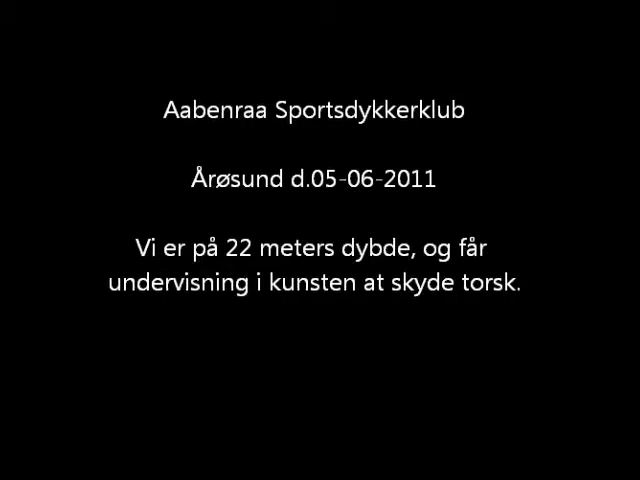 Aabenraa Sportsdykkerklub
Årøsund d.05-06-2011
Vi er på 22 meters dybde, og får
undervisning i kunsten at skyde torsk.